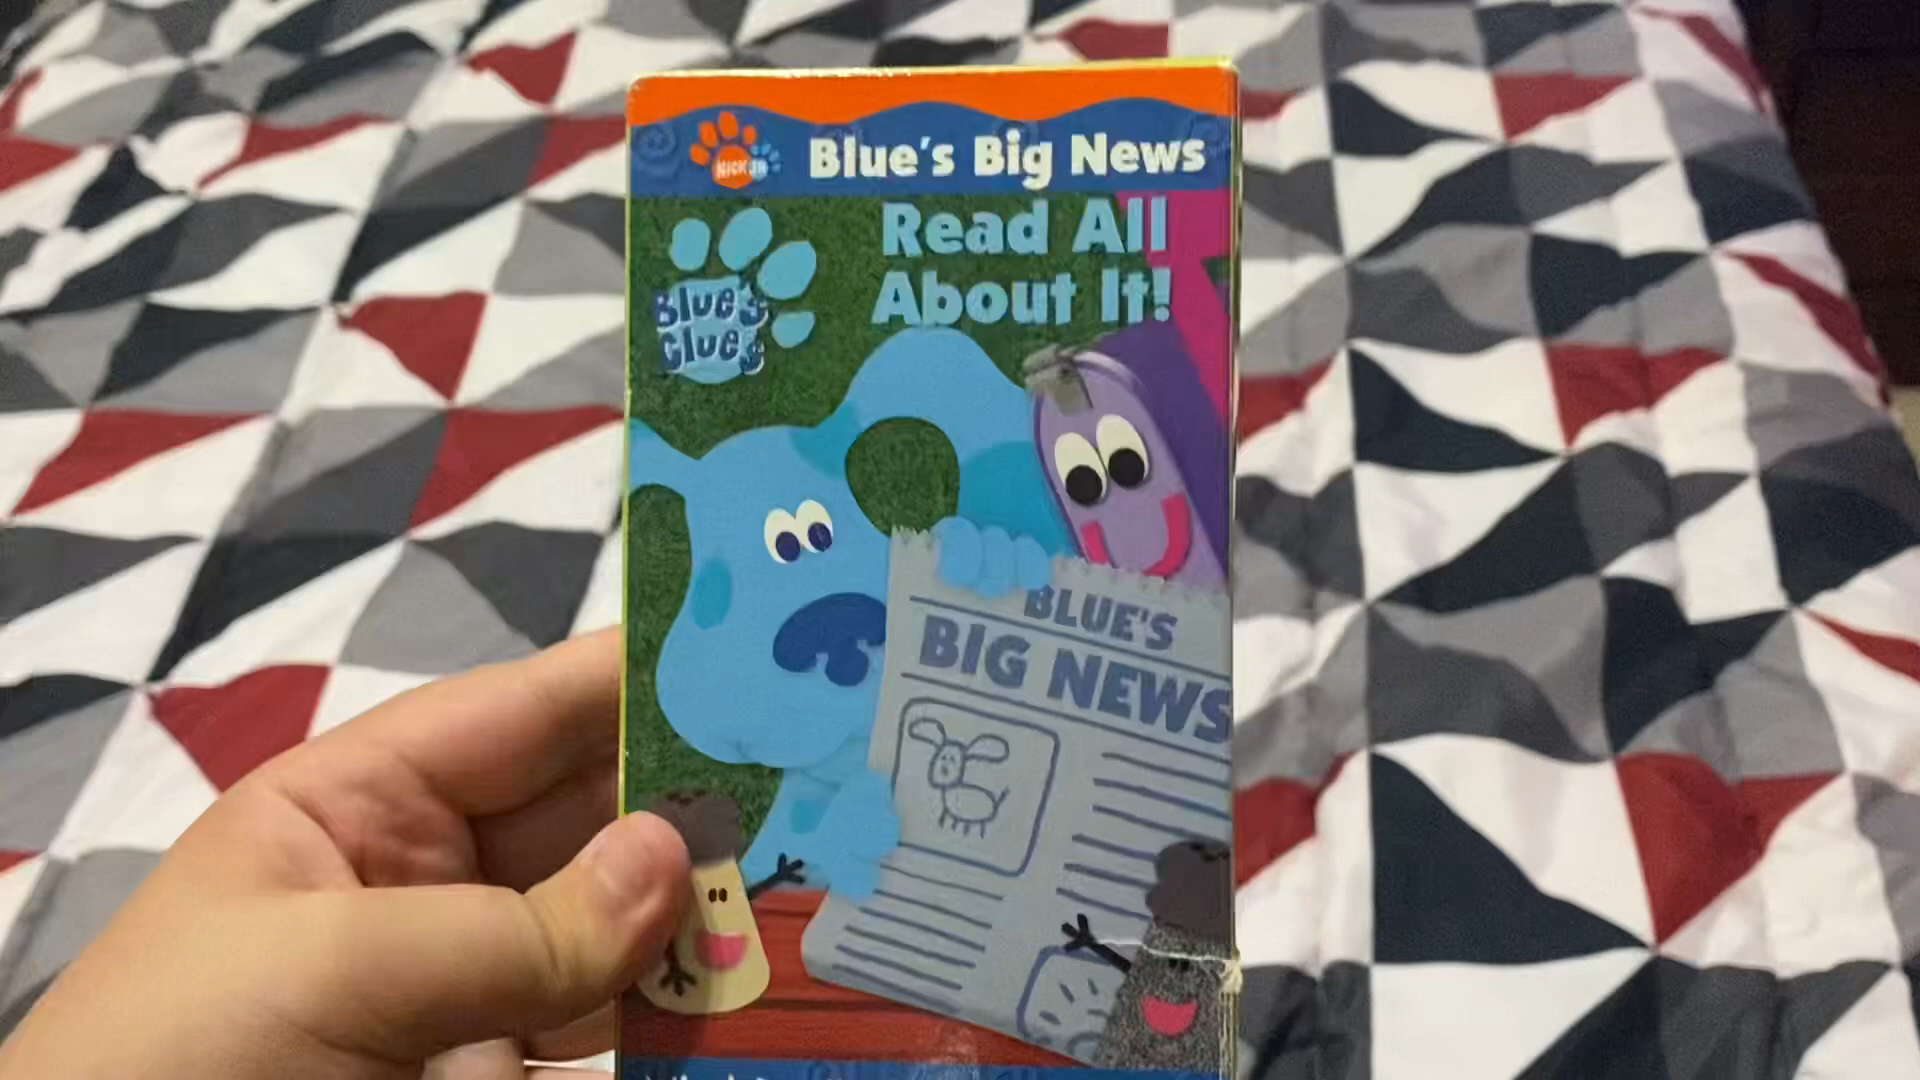 NICK JR
Blue's Big News
Read All
About It!
Blue's
Clues
BLUE'S
BIG NEWS